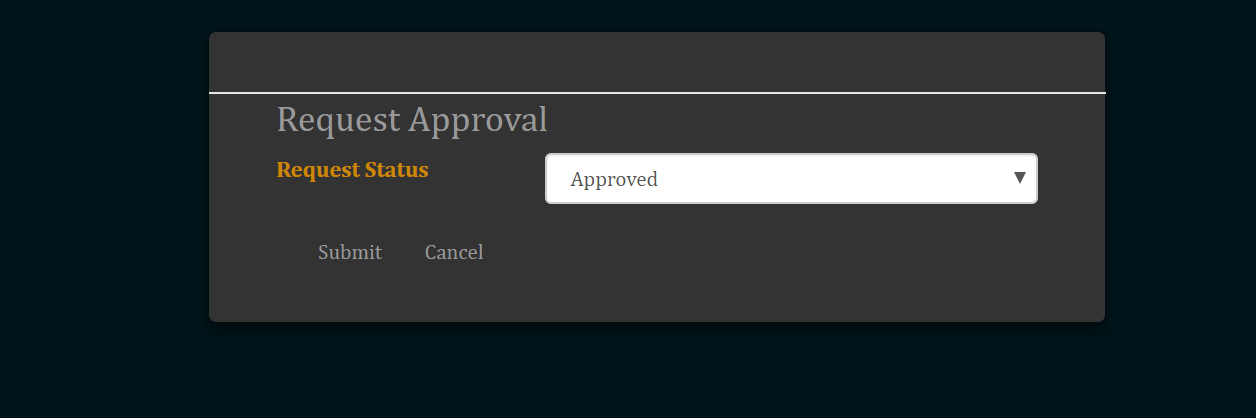 Request Approval
Request Status
Approved
Submit Cancel